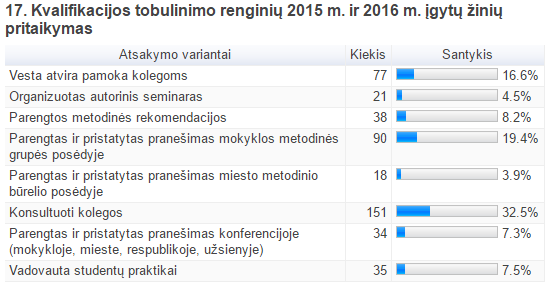 17. Kvalifikacijos tobulinimo renginių 2015 m. ir 2016 m. įgytų žinių
pritaikymas
Atsakymo variantai Kiekis Santykis
Vesta atvira pamoka kolegoms 77 16.6%
Organizuotas autorinis seminaras 21 4.5%
Parengtos metodinės rekomendacijos 38 8.2%
Parengtas ir pristatytas pranešimas mokyklos metodinės 90 19.4%
grupės posėdyje
Parengtas ir pristatytas pranešimas miesto metodinio 18 3.9%
būrelio posėdyje
Konsultuoti kolegos 151 32.5%
Parengtas ir pristatytas pranešimas konferencijoje 34 7.3%
(mokykloje, mieste, respublikoje, užsienyje)
Vadovauta studentų praktikai 35 7.5%